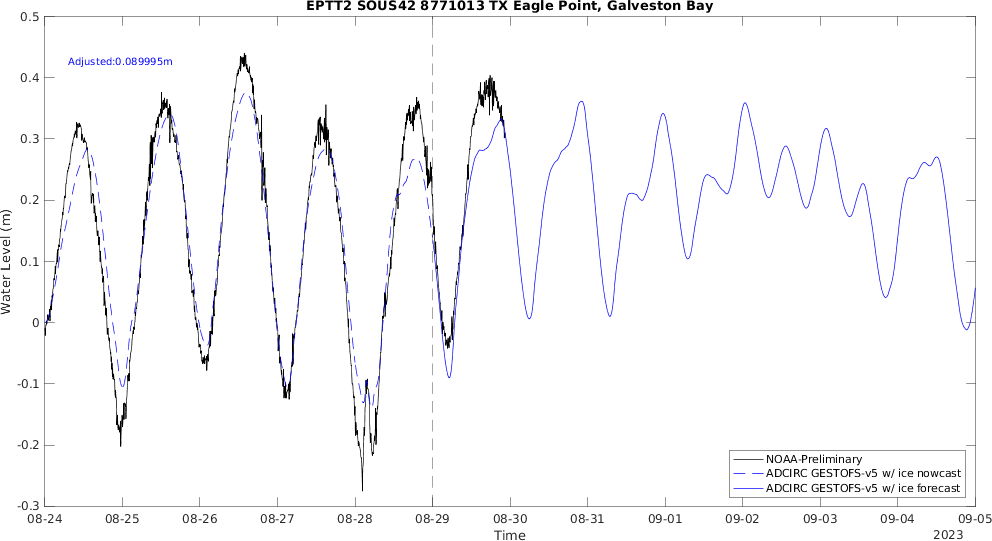 EPTT2 SOUS42 8771013 TX Eagle Point, Galveston Bay
0.5
Adjusted:0.089995m
0.4
0.3
0.2
0.1
0
-0.1
-0.2
-0.3
Water Level (m)
NOAA-Preliminary
ADCIRC GESTOFS-v5 w/ ice nowcast
ADCIRC GESTOFS-v5 w/ ice forecast
08-24 08-25 08-26 08-27 08-28 08-29 08-30 08-31 09-01 09-02 09-03 09-04 09-05
Time
2023